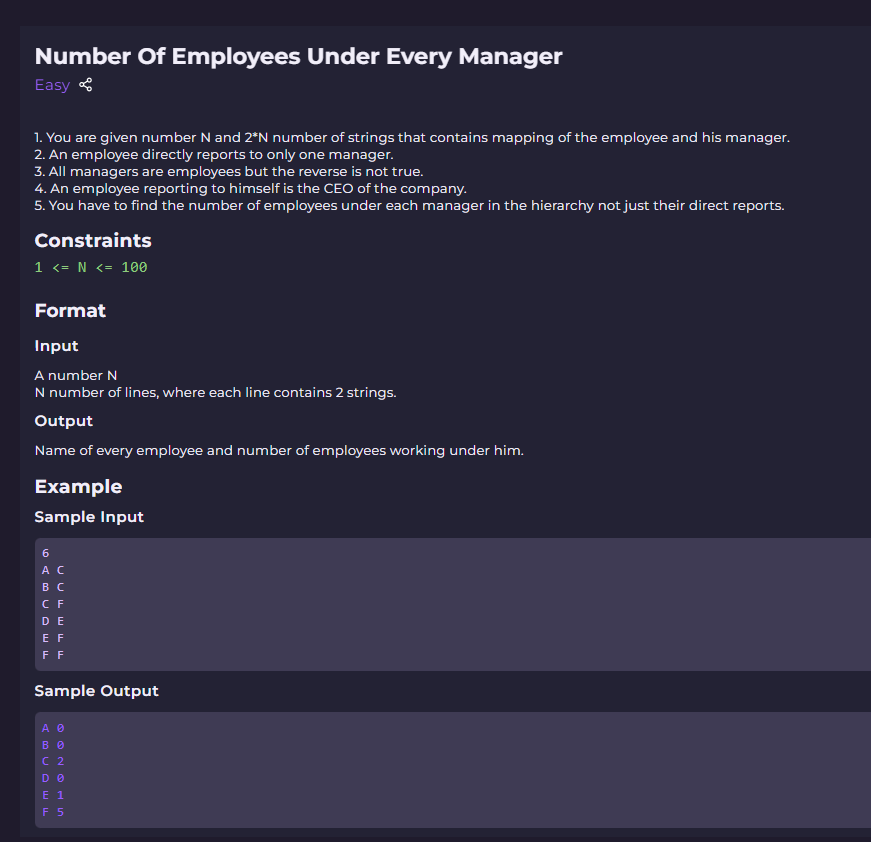 Number Of Employees Under Every Manager
Easy
1. You are given number N and 2*N number of strings that contains mapping of the employee and his manager.
2. An employee directly reports to only one manager.
3. All managers are employees but the reverse is not true.
4. An employee reporting to himself is the CEO of the company.
5. You have to find the number of employees under each manager in the hierarchy not just their direct reports.
Constraints
1 <= N <= 100
Format
Input
A number N
N number of lines, where each line contains 2 strings.
Output
Name of every employee and number of employees working under him.
Example
Sample Input
6
A C
B C
C F
D E
E F
F F
Sample Output
A 0
B 0
C 2
D 0
E 1
F 5